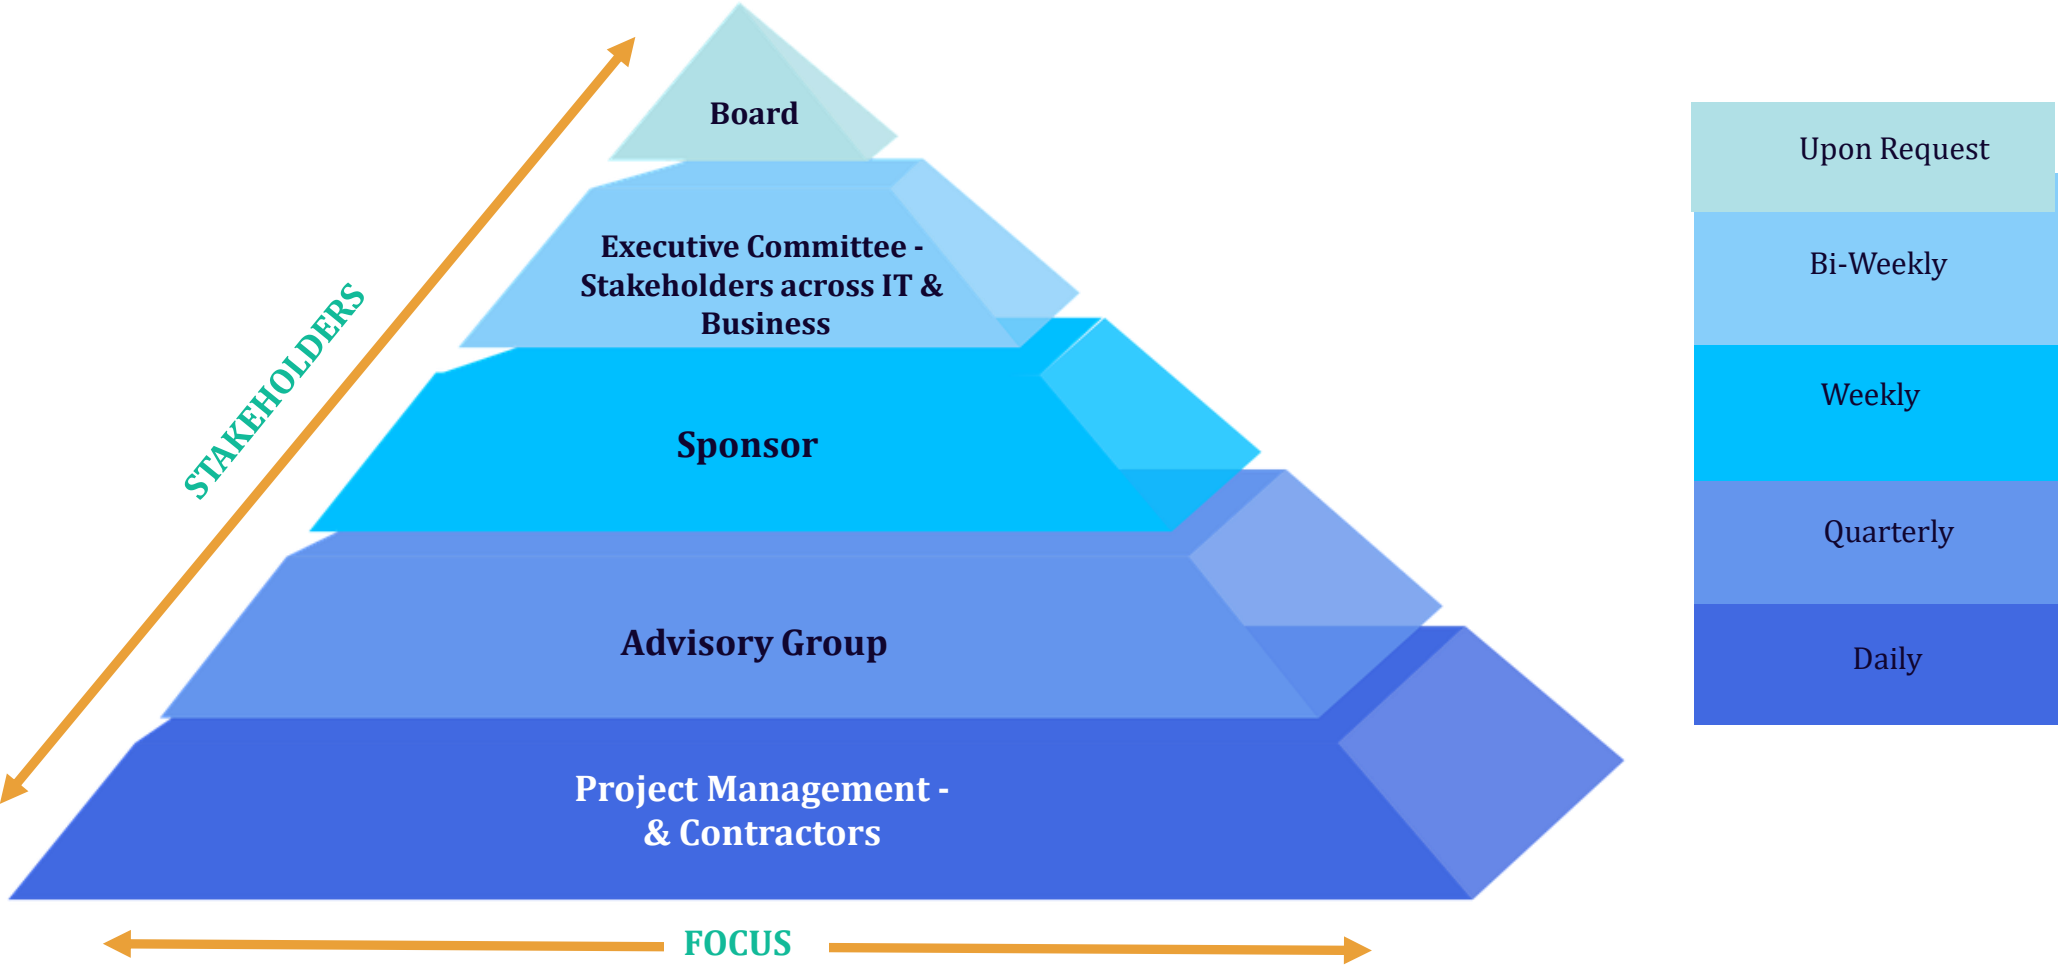 Board
Executive Committee -
Stakeholders across IT &
Business
Sponsor
Advisory Group
Project Management -
& Contractors
STAKEHOLDERS
FOCUS
Upon Request
Bi-Weekly
Weekly
Quarterly
Daily